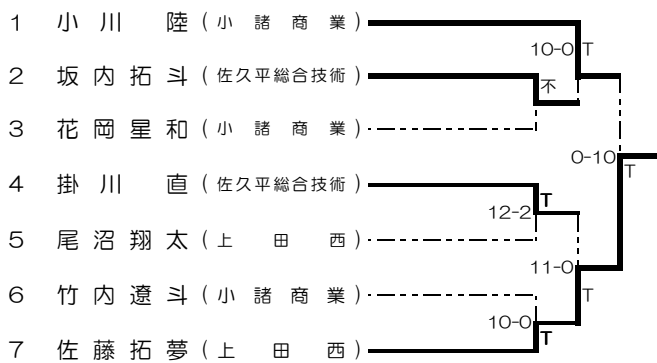 1 小川 陸 (小諸商業)
10-0 T
2 坂内拓斗 (佐久平総合技術)
不
3 花岡星和 (小諸商業)
0-10 T
4 掛川 直 (佐久平総合技術)
T
12-2
5 尾沼翔太 (上田西)
11-0
6 竹内遼斗 (小諸商業)
T
10-0
T
7 佐藤拓夢 (上田西)